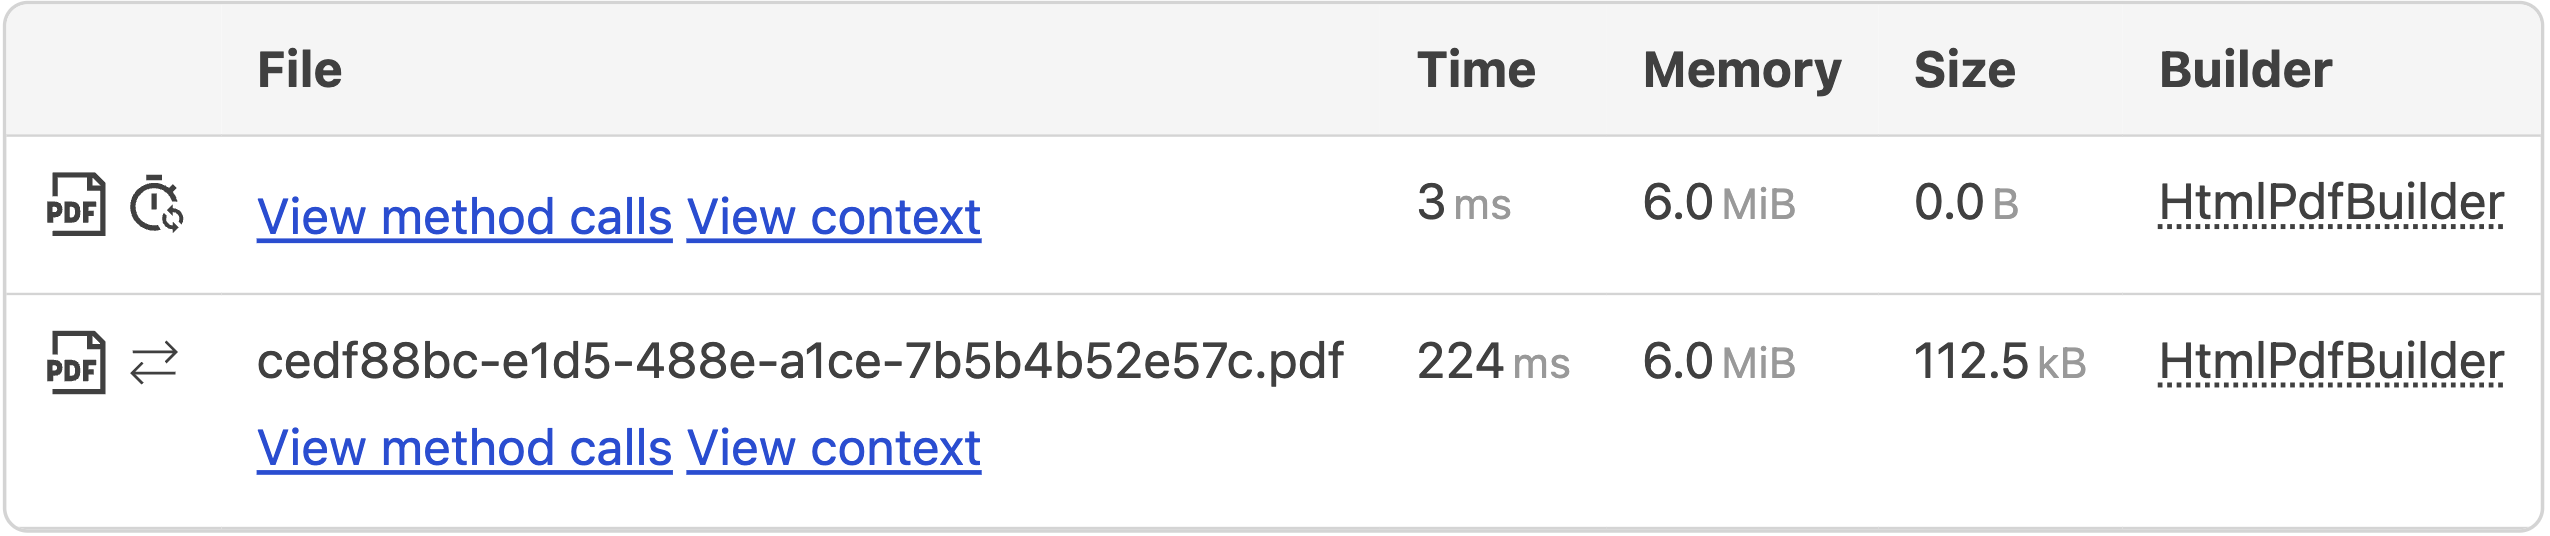 File Time Memory Size Builder
PDF View method calls View context 3 ms 6.0 MiB 0.0 B HtmlPdfBuilder
PDF cedf88bc-e1d5-488e-a1ce-7b5b4b52e57c.pdf 224 ms 6.0 MiB 112.5 kB HtmlPdfBuilder
View method calls View context